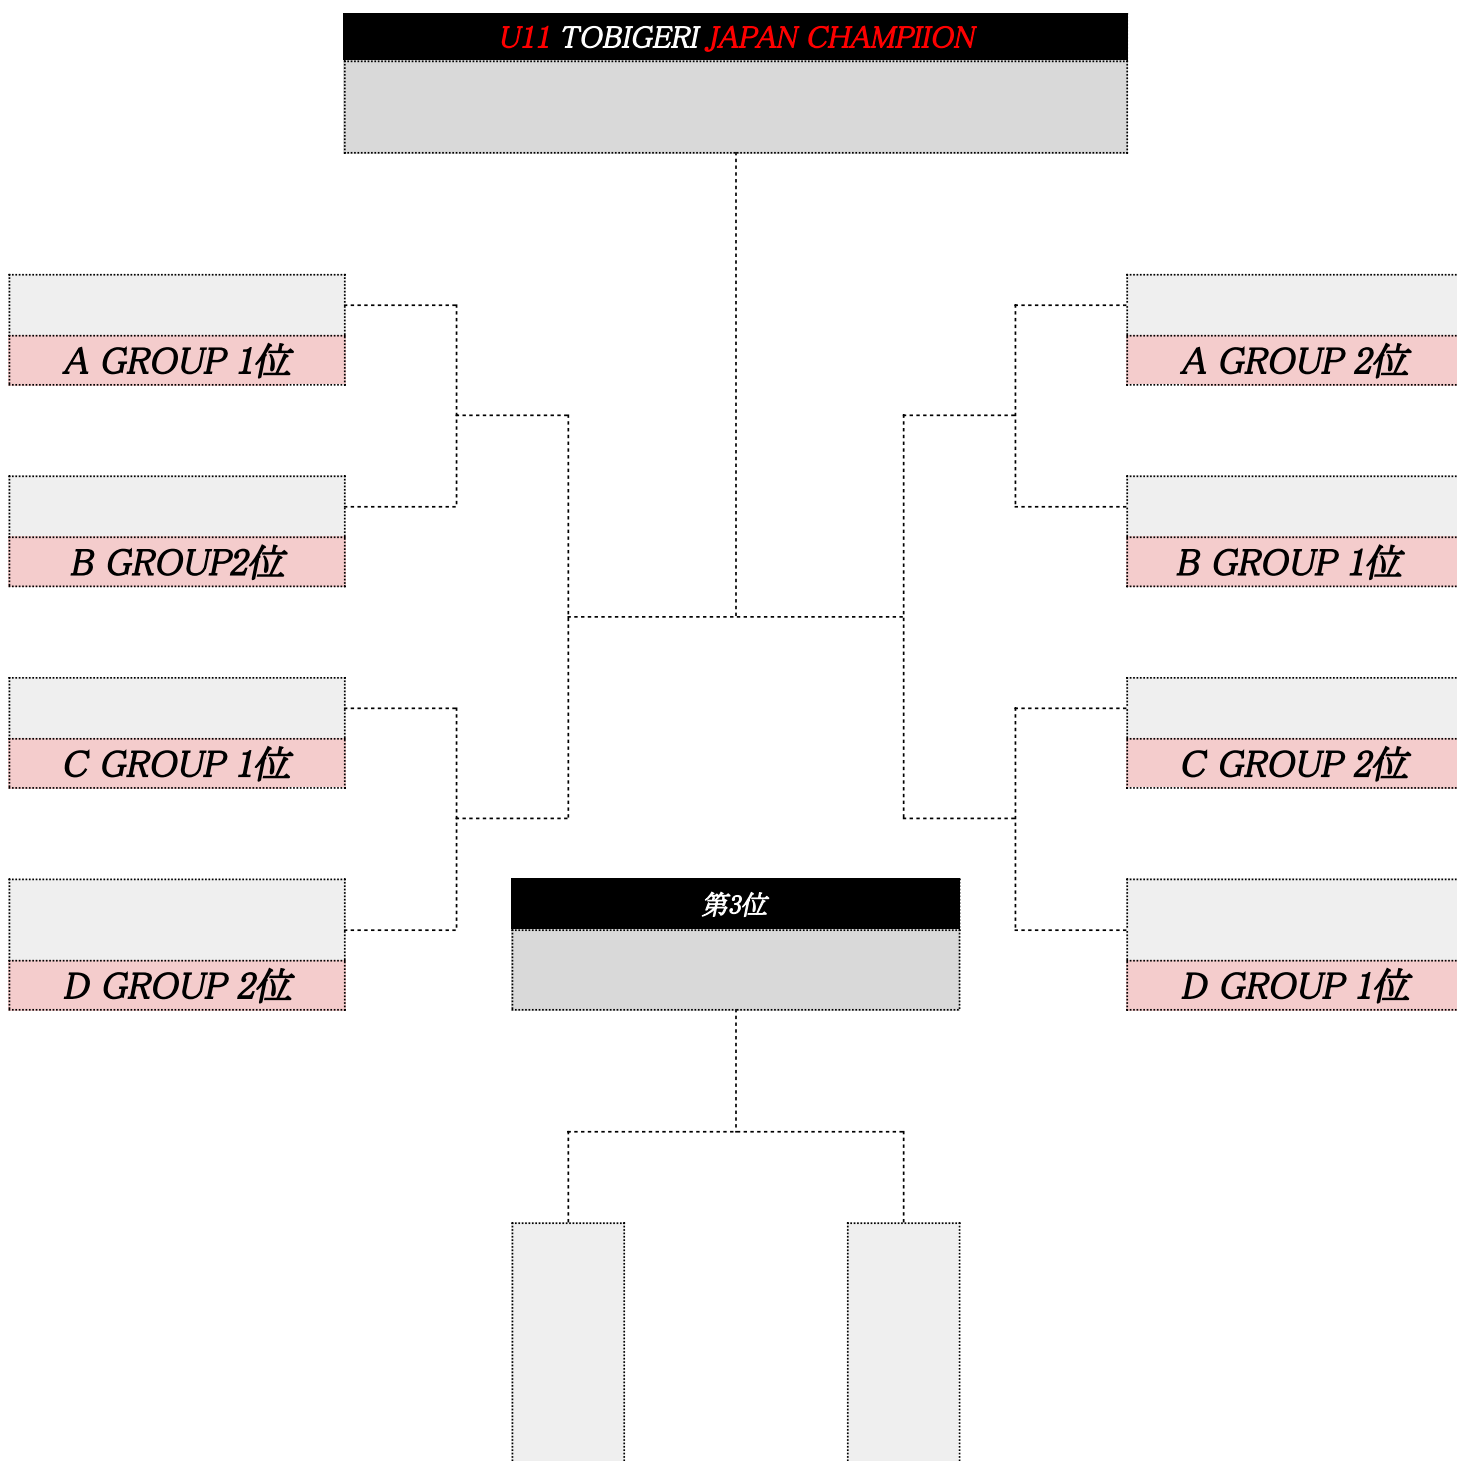 U11 TOBIGERI JAPAN CHAMPIION
A GROUP 1位
A GROUP 2位
B GROUP2位
B GROUP 1位
C GROUP 1位
C GROUP 2位
第3位
D GROUP 2位
D GROUP 1位